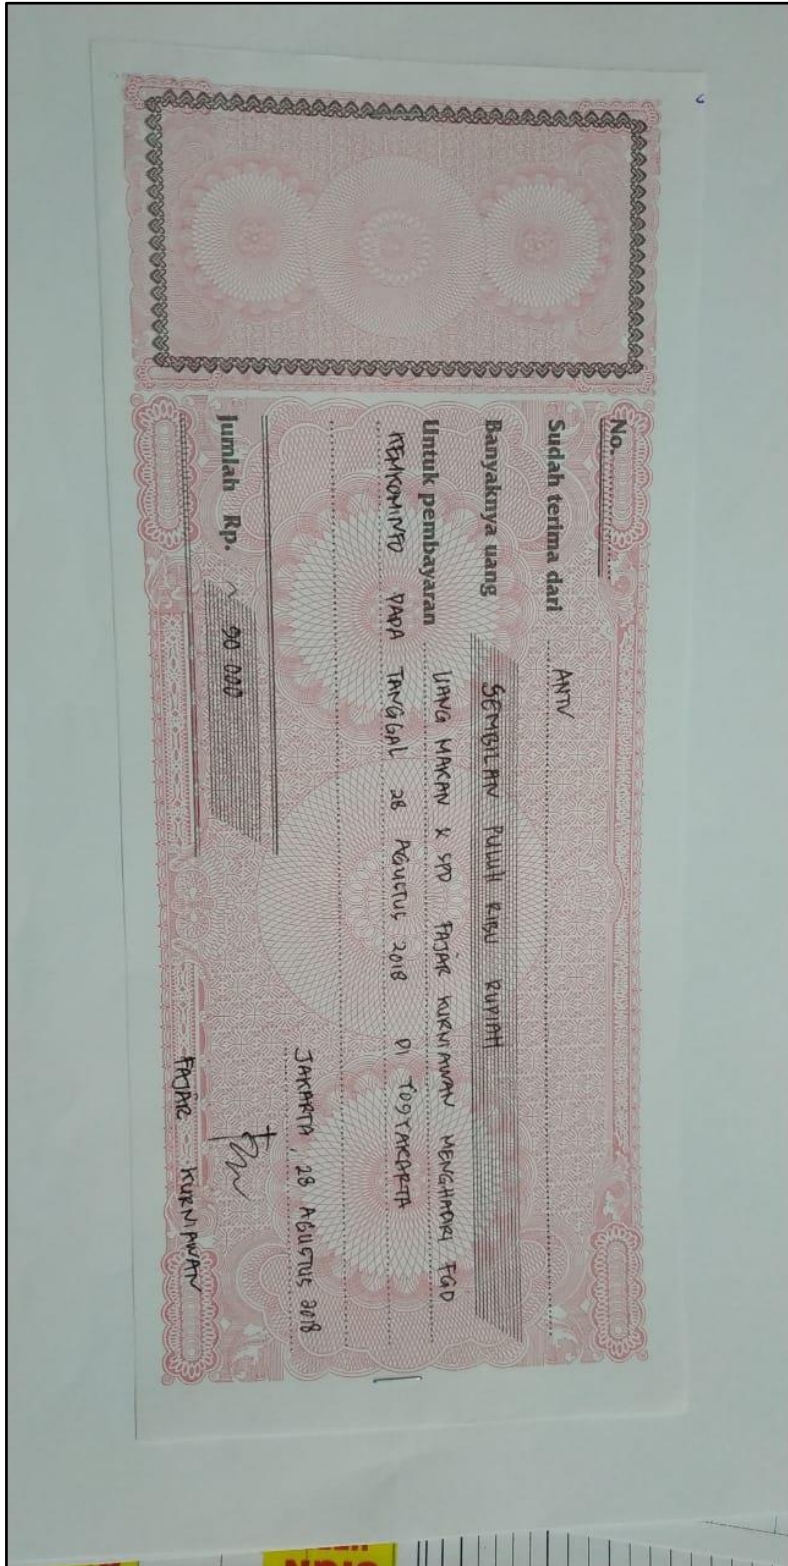 No.
Sudah terima dari ANTV
Banyaknya uang SEMBILAN PULUH RIBU RUPIAH
Untuk pembayaran UANG MAKAN & SPD FAJAR KURNIAWAN MENGHADIRI FGD
KEMKOMINFO PADA TANGGAL 28 AGUSTUS 2018 DI YOGYAKARTA
JAKARTA, 28 AGUSTUS 2018
Jumlah Rp. 90 000
FAJAR KURNIAWAN